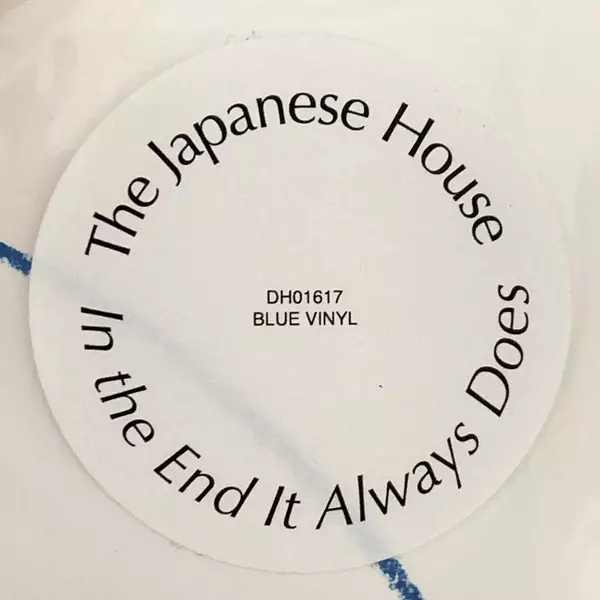 The Japanese House
DH01617
BLUE VINYL
In the End It Always Does